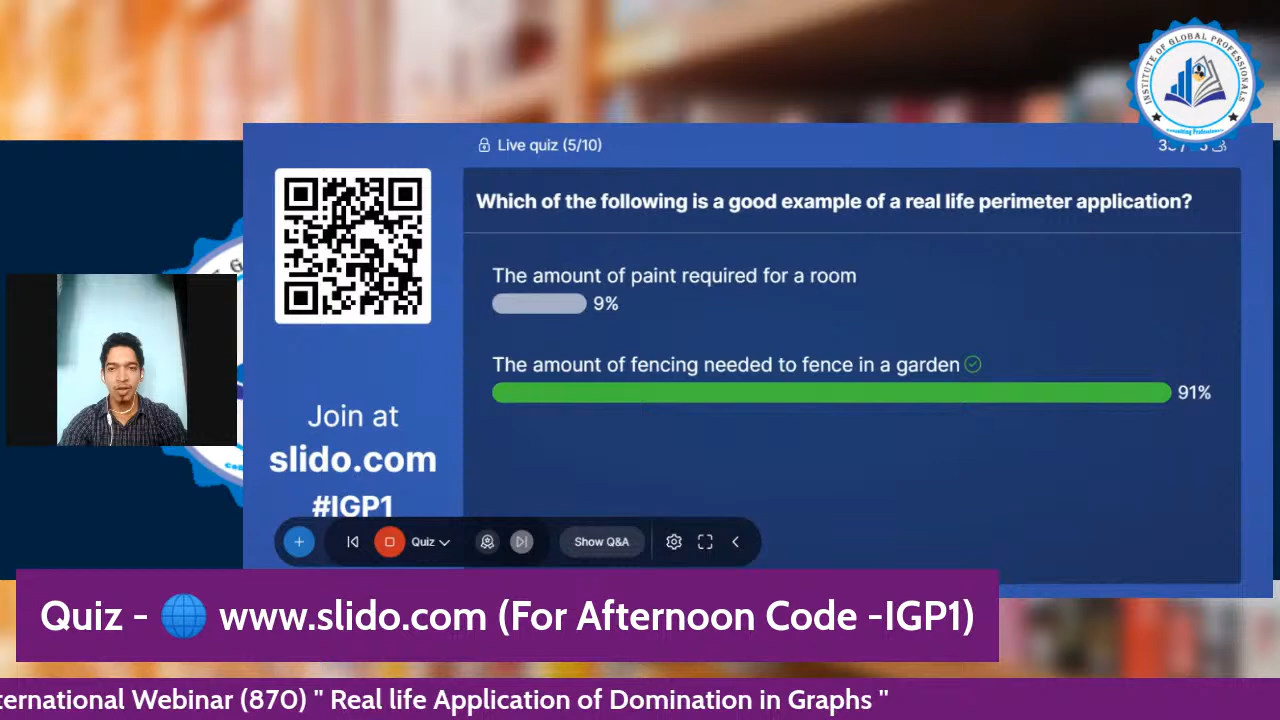 INSTITUTE OF GLOBAL PROFESSIONALS
Live quiz (5/10)
Which of the following is a good example of a real life perimeter application?
The amount of paint required for a room
9%
The amount of fencing needed to fence in a garden
91%
Join at
slido.com
#IGP1
Quiz
Show Q&A
Quiz - www.slido.com (For Afternoon Code -IGP1)
ternational Webinar (870) " Real life Application of Domination in Graphs "